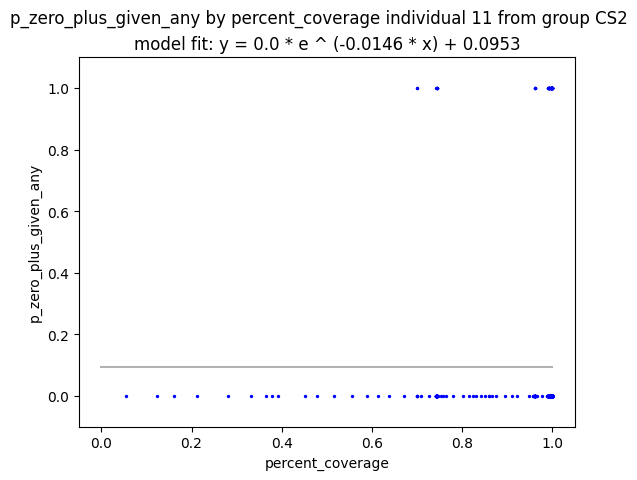 p_zero_plus_given_any by percent_coverage individual 11 from group CS2
model fit: y = 0.0 * e ^ (-0.0146 * x) + 0.0953
1.0
0.8
0.6
0.4
0.2
0.0
p_zero_plus_given_any
0.0 0.2 0.4 0.6 0.8 1.0
percent_coverage